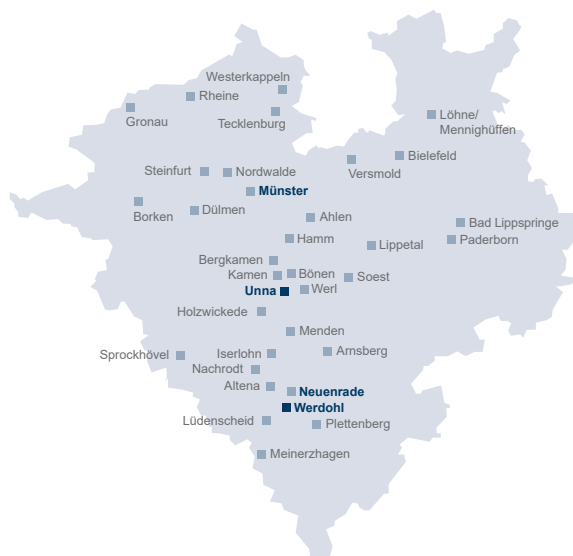 Westerkappeln
Rheine
Gronau
Tecklenburg
Löhne/
Mennighüffen
Steinfurt
Nordwalde
Versmold
Bielefeld
Münster
Borken
Dülmen
Ahlen
Bad Lippspringe
Hamm
Lippetal
Paderborn
Bergkamen
Kamen
Bönen
Soest
Unna
Werl
Holzwickede
Menden
Sprockhövel
Iserlohn
Arnsberg
Nachrodt
Altena
Neuenrade
Werdohl
Lüdenscheid
Plettenberg
Meinerzhagen